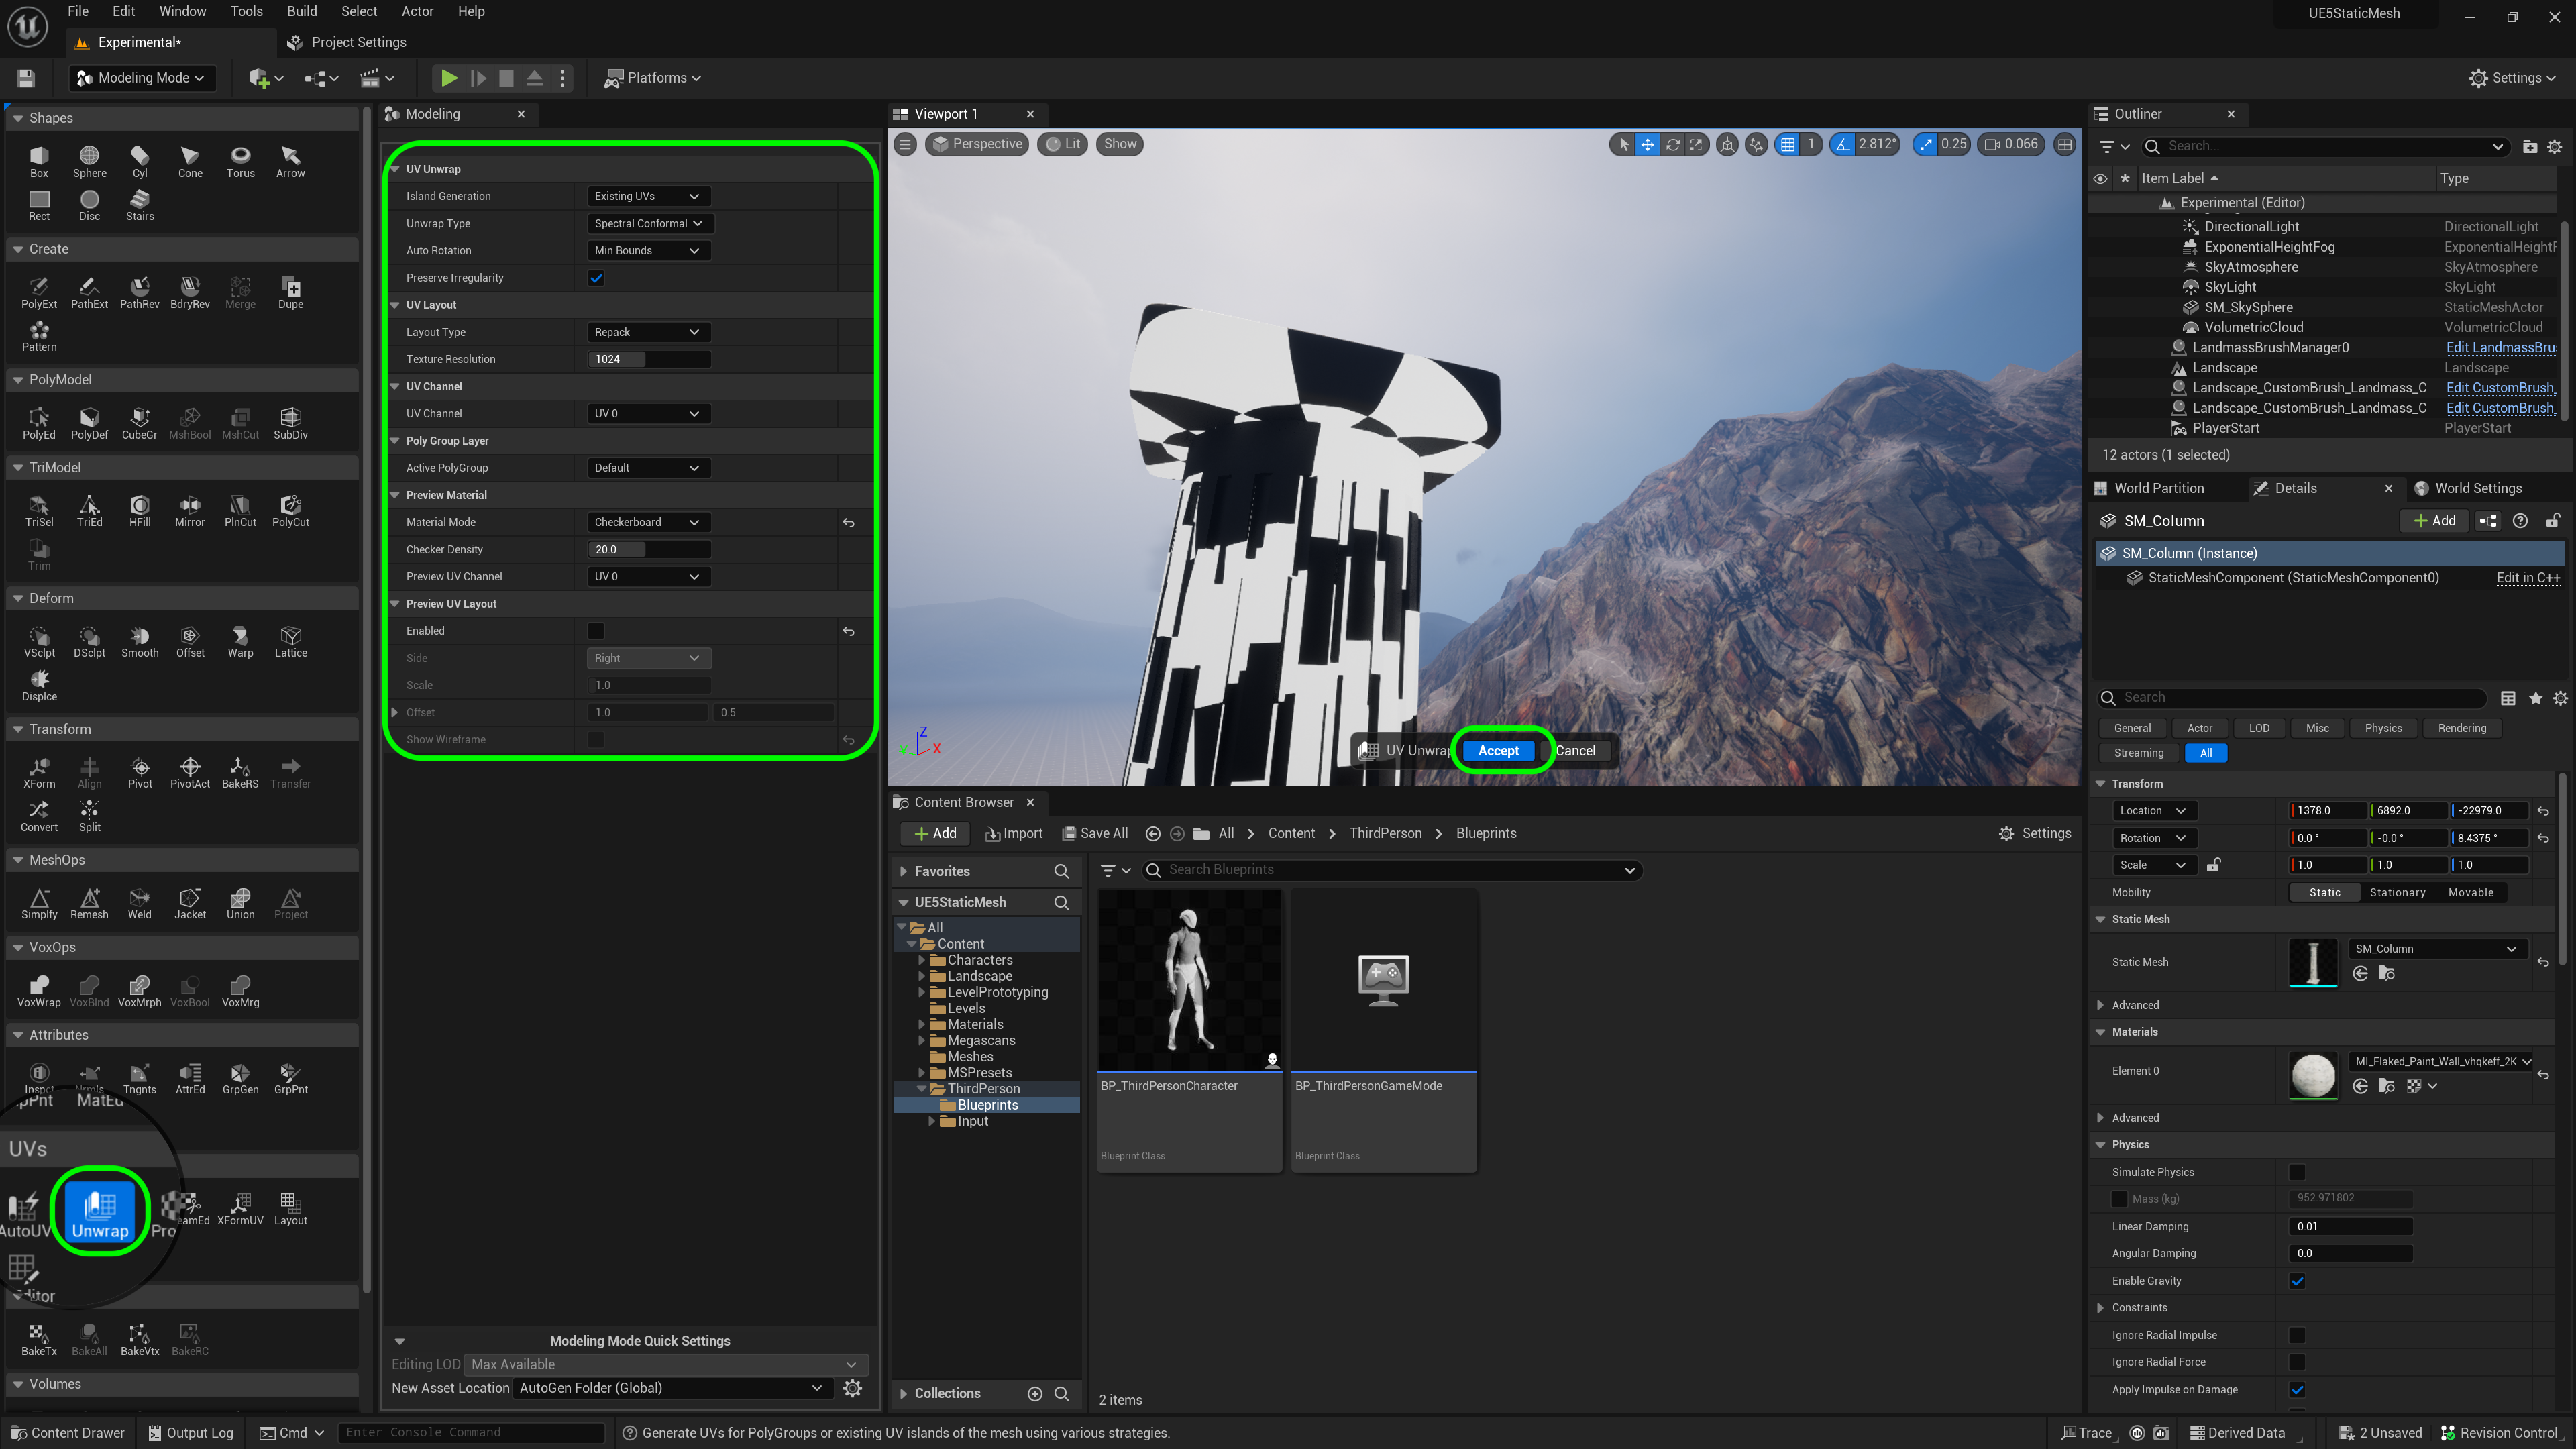 File Edit Window Tools Build Select Actor Help
UE5StaticMesh
Experimental* Project Settings
Modeling Mode Platforms Settings
Shapes
Box Sphere Cyl Cone Torus Arrow
Rect Disc Stairs
Create
PolyExt PathExt PathRev BdryRev Merge Dupe
Pattern
PolyModel
PolyEd PolyDef CubeGr MshBool MshCut SubDiv
TriModel
TriSel TriEd HFill Mirror PlnCut PolyCut
Trim
Deform
VSclpt DSclpt Smooth Offset Warp Lattice
Displce
Transform
XForm Align Pivot PivotAct BakeRS Transfer
Convert Split
MeshOps
Simplfy Remesh Weld Jacket Union Project
VoxOps
VoxWrap VoxBlnd VoxMrph VoxBool VoxMrg
Attributes
Inspct Nrmls Tngnts AttrEd GrpGen GrpPnt
MatEd
UVs
AutoUV Unwrap Pro eamEd XFormUV Layout
BakeTx BakeAll BakeVtx BakeRC
Volumes
Modeling
UV Unwrap
Island Generation Existing UVs
Unwrap Type Spectral Conformal
Auto Rotation Min Bounds
Preserve Irregularity
UV Layout
Layout Type Repack
Texture Resolution 1024
UV Channel
UV Channel UV 0
Poly Group Layer
Active PolyGroup Default
Preview Material
Material Mode Checkerboard
Checker Density 20.0
Preview UV Channel UV 0
Preview UV Layout
Enabled
Side Right
Scale 1.0
Offset 1.0 0.5
Show Wireframe
Modeling Mode Quick Settings
Editing LOD Max Available
New Asset Location AutoGen Folder (Global)
Viewport 1
Perspective Lit Show 1 2.812° 0.25 0.066
Z
X
UV Unwrap Accept Cancel
Content Browser
Add Import Save All All Content ThirdPerson Blueprints Settings
Favorites Search Blueprints
UE5StaticMesh
All
Content
Characters
Landscape
LevelPrototyping
Levels
Materials
Megascans
Meshes
MSPresets
ThirdPerson
Blueprints
Input
Collections
BP_ThirdPersonCharacter
Blueprint Class
BP_ThirdPersonGameMode
Blueprint Class
2 items
Outliner
Search...
Item Label Type
Experimental (Editor)
DirectionalLight DirectionalLight
ExponentialHeightFog ExponentialHeightF
SkyAtmosphere SkyAtmosphere
SkyLight SkyLight
SM_SkySphere StaticMeshActor
VolumetricCloud VolumetricCloud
LandmassBrushManager0 Edit LandmassBru
Landscape Landscape
Landscape_CustomBrush_Landmass_C Edit CustomBrush_
Landscape_CustomBrush_Landmass_C Edit CustomBrush_
PlayerStart PlayerStart
12 actors (1 selected)
World Partition Details World Settings
SM_Column Add
SM_Column (Instance)
StaticMeshComponent (StaticMeshComponent0) Edit in C++
Search
General Actor LOD Misc Physics Rendering
Streaming All
Transform
Location 1378.0 6892.0 -22979.0
Rotation 0.0 ° -0.0 ° 8.4375 °
Scale 1.0 1.0 1.0
Mobility Static Stationary Movable
Static Mesh
Static Mesh SM_Column
Advanced
Materials
Element 0 MI_Flaked_Paint_Wall_vhqkeff_2K
Advanced
Physics
Simulate Physics
Mass (kg) 952.971802
Linear Damping 0.01
Angular Damping 0.0
Enable Gravity
Constraints
Ignore Radial Impulse
Ignore Radial Force
Apply Impulse on Damage
Content Drawer Output Log Cmd Enter Console Command Generate UVs for PolyGroups or existing UV islands of the mesh using various strategies. Trace Derived Data 2 Unsaved Revision Control